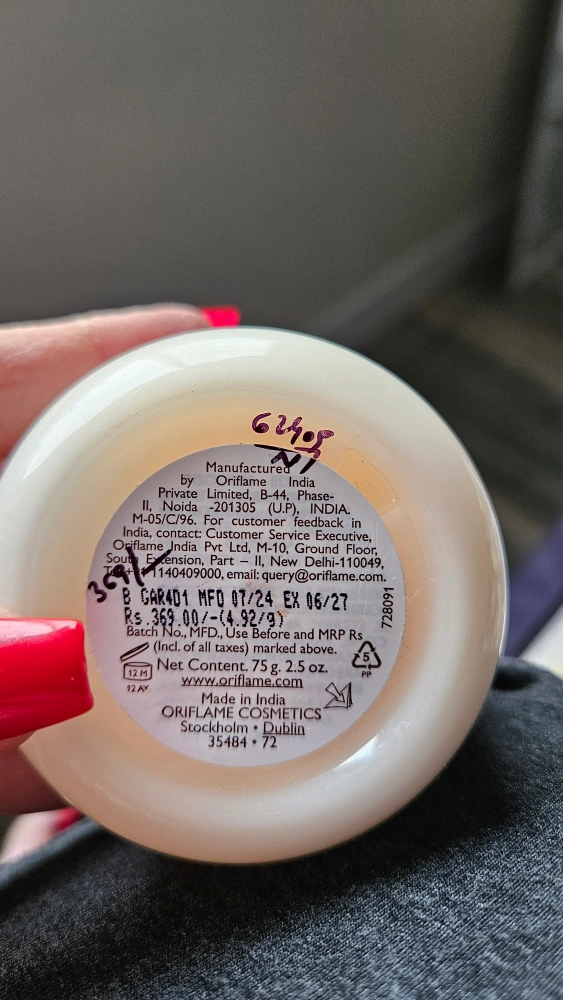 Manufactured
by Oriflame India
Private Limited, B-44, Phase-
II, Noida -201305 (U.P), INDIA.
M-05/C/96. For customer feedback in
India, contact: Customer Service Executive,
Oriflame India Pvt Ltd, M-10, Ground Floor,
South Extension, Part – II, New Delhi-110049,
1140409000, email: query@oriflame.com.
369/-
B GAR4D1 MFD 07/24 EX 06/27
Rs.369.00/-(4.92/g)
728091
Batch No., MFD., Use Before and MRP Rs
(Incl. of all taxes) marked above.
12 M
12 AY
Net Content. 75 g. 2.5 oz.
www.oriflame.com
5
PP
Made in India
ORIFLAME COSMETICS
Stockholm • Dublin
35484 • 72